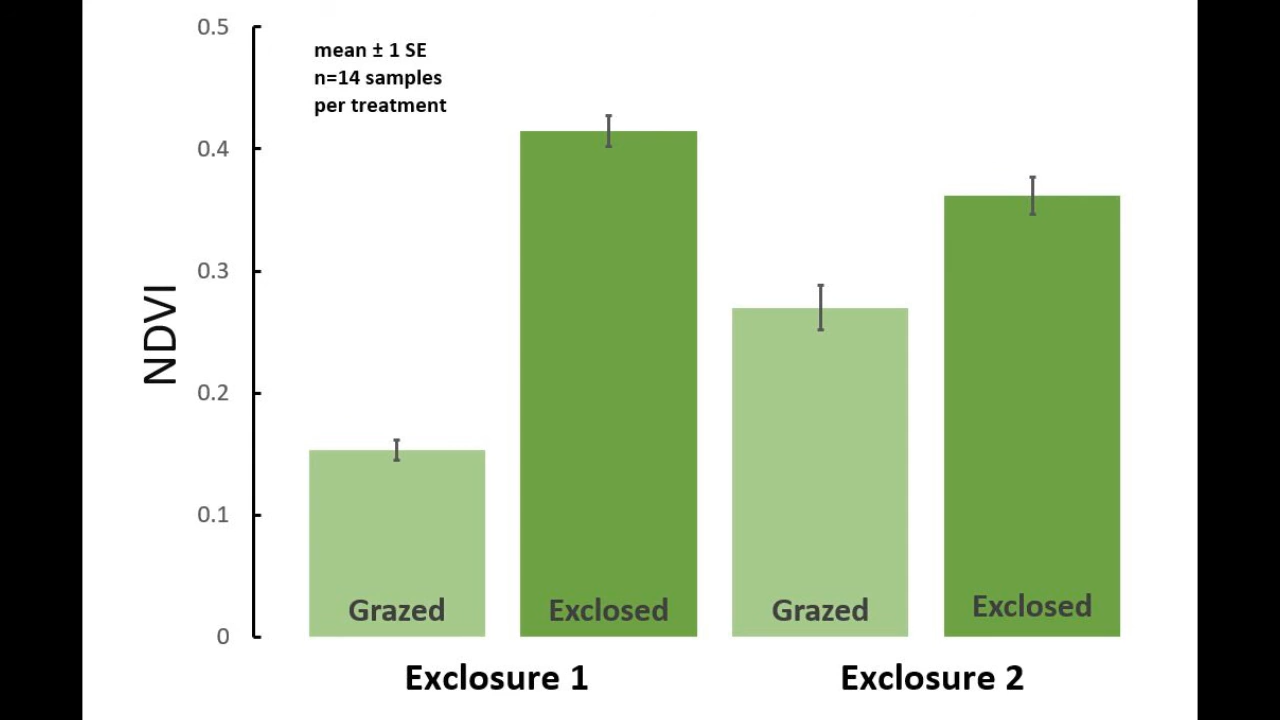 0.5
mean ± 1 SE
n=14 samples
per treatment
0.4
0.3
NDVI
0.2
0.1
Grazed
Exclosed
Grazed
Exclosed
0
Exclosure 1
Exclosure 2